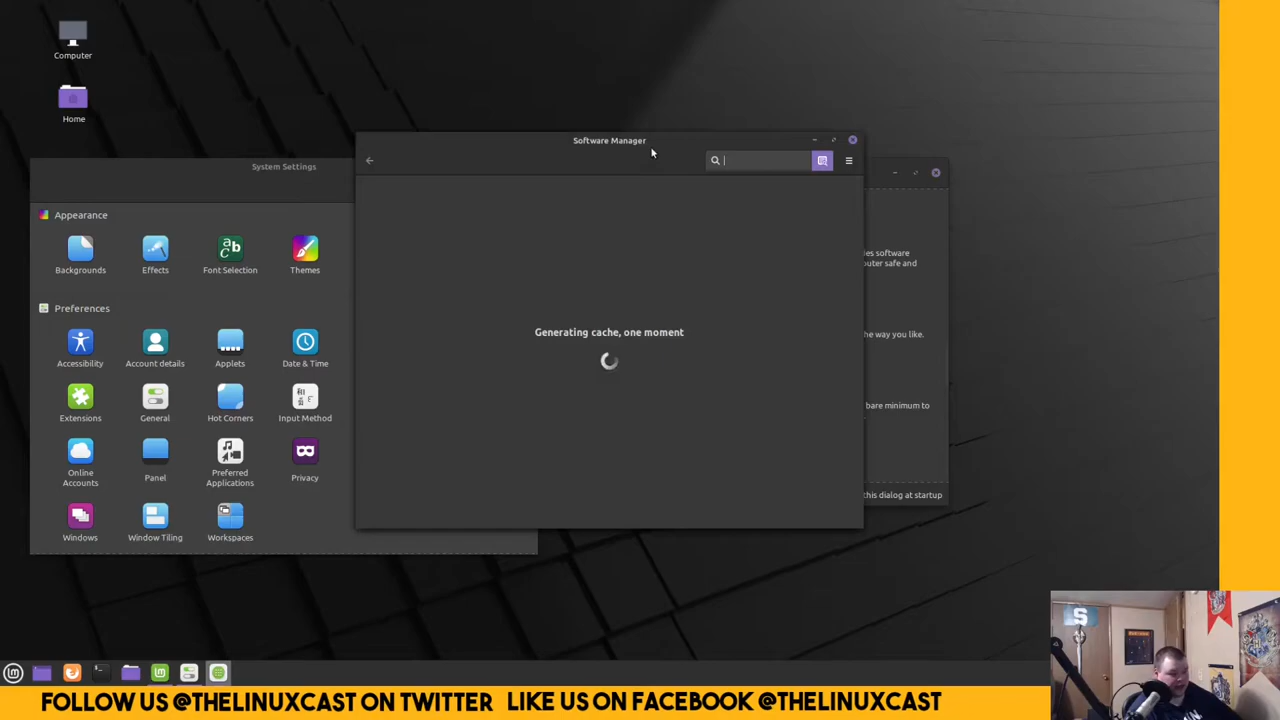 Computer
Home
System Settings
Appearance
Backgrounds
Effects
Font Selection
Themes
Preferences
Accessibility
Account details
Applets
Date & Time
Extensions
General
Hot Corners
Input Method
Online
Accounts
Panel
Preferred
Applications
Privacy
Windows
Window Tiling
Workspaces
Software Manager
Generating cache, one moment
les software
uter safe and
he way you like.
bare minimum to
this dialog at startup
FOLLOW US @THELINUXCAST ON TWITTER LIKE US ON FACEBOOK @THELINUXCAST